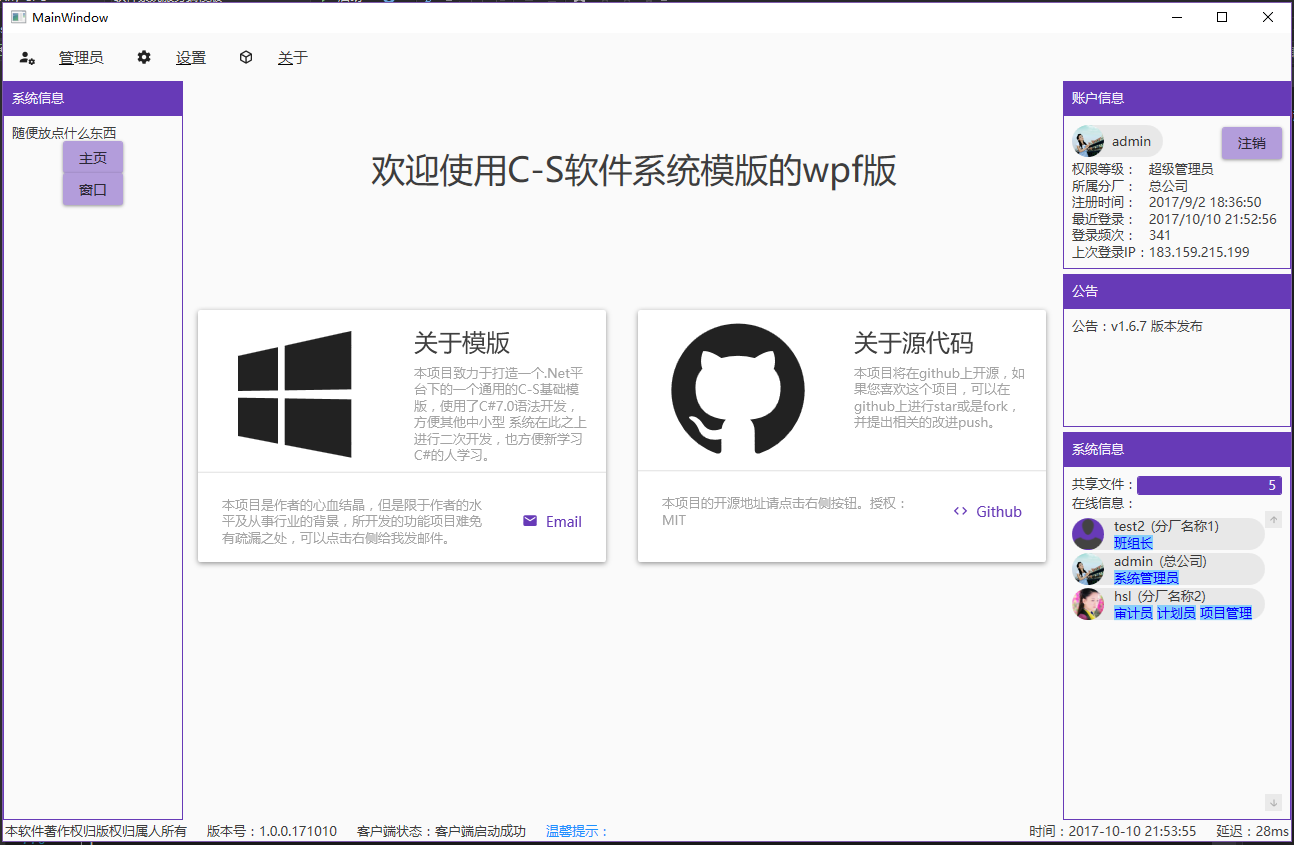 MainWindow
管理员 设置 关于
系统信息
随便放点什么东西
主页
窗口
欢迎使用C-S软件系统模版的wpf版
关于模版
本项目致力于打造一个.Net平
台下的一个通用的C-S基础模
版，使用了C#7.0语法开发，
方便其他中小型 系统在此之上
进行二次开发，也方便新学习
C#的人学习。
本项目是作者的心血结晶，但是限于作者的水
平及从事行业的背景，所开发的功能项目难免
有疏漏之处，可以点击右侧给我发邮件。
Email
关于源代码
本项目将在github上开源，如
果您喜欢这个项目，可以在
github上进行star或是fork，
并提出相关的改进push。
本项目的开源地址请点击右侧按钮。授权：
MIT
Github
账户信息
admin
注销
权限等级： 超级管理员
所属分厂： 总公司
注册时间： 2017/9/2 18:36:50
最近登录： 2017/10/10 21:52:56
登录频次： 341
上次登录IP：183.159.215.199
公告
公告：v1.6.7 版本发布
系统信息
共享文件： 5
在线信息：
test2 (分厂名称1)
班组长
admin (总公司)
系统管理员
hsl (分厂名称2)
审计员 计划员 项目管理
本软件著作权归版权归属人所有 版本号：1.0.0.171010 客户端状态：客户端启动成功 温馨提示： 时间：2017-10-10 21:53:55 延迟：28ms